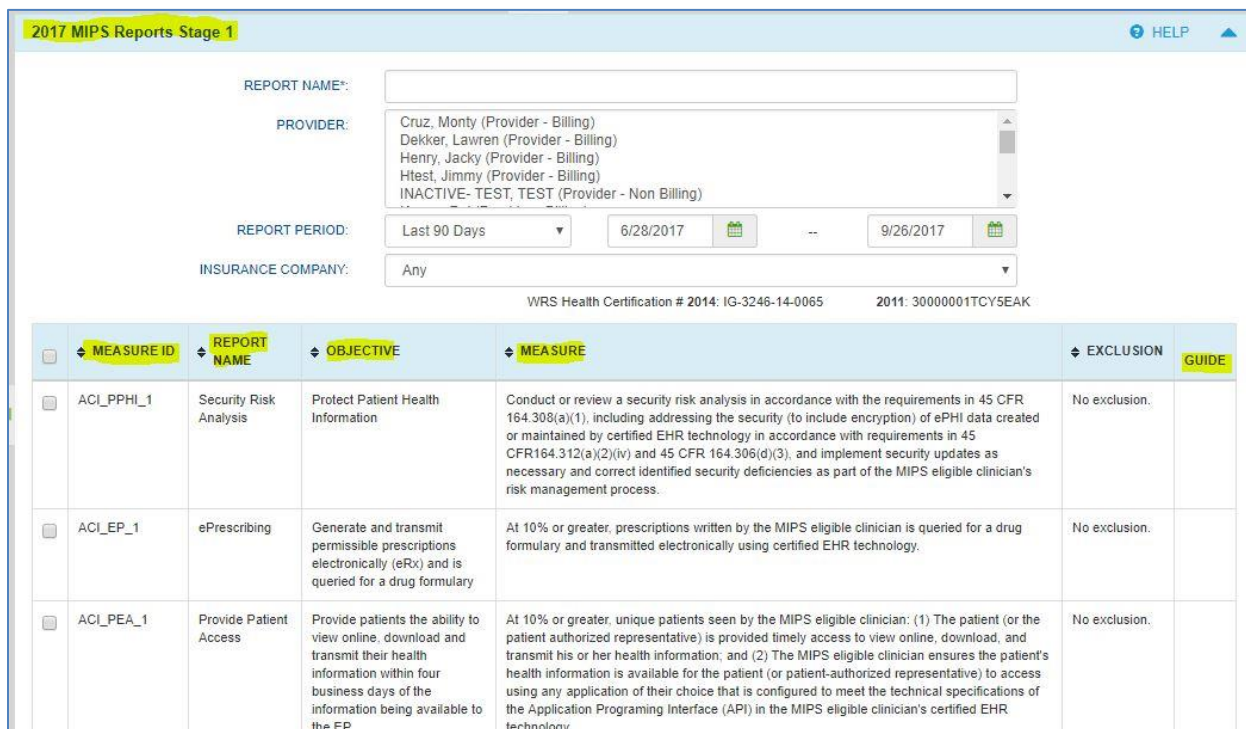 2017 MIPS Reports Stage 1
HELP
REPORT NAME*:
PROVIDER:
Cruz, Monty (Provider - Billing)
Dekker, Lawren (Provider - Billing)
Henry, Jacky (Provider - Billing)
Htest, Jimmy (Provider - Billing)
INACTIVE- TEST, TEST (Provider - Non Billing)
REPORT PERIOD:
Last 90 Days
6/28/2017
--
9/26/2017
INSURANCE COMPANY:
Any
WRS Health Certification # 2014: IG-3246-14-0065 2011: 30000001TCY5EAK
MEASURE ID
REPORT
NAME
OBJECTIVE
MEASURE
EXCLUSION
GUIDE
ACI_PPHI_1
Security Risk
Analysis
Protect Patient Health
Information
Conduct or review a security risk analysis in accordance with the requirements in 45 CFR
164.308(a)(1), including addressing the security (to include encryption) of ePHI data created
or maintained by certified EHR technology in accordance with requirements in 45
CFR164.312(a)(2)(iv) and 45 CFR 164.306(d)(3), and implement security updates as
necessary and correct identified security deficiencies as part of the MIPS eligible clinician's
risk management process.
No exclusion.
ACI_EP_1
ePrescribing
Generate and transmit
permissible prescriptions
electronically (eRx) and is
queried for a drug formulary
At 10% or greater, prescriptions written by the MIPS eligible clinician is queried for a drug
formulary and transmitted electronically using certified EHR technology.
No exclusion.
ACI_PEA_1
Provide Patient
Access
Provide patients the ability to
view online, download and
transmit their health
information within four
business days of the
information being available to
the EP
At 10% or greater, unique patients seen by the MIPS eligible clinician: (1) The patient (or the
patient authorized representative) is provided timely access to view online, download, and
transmit his or her health information; and (2) The MIPS eligible clinician ensures the patient's
health information is available for the patient (or patient-authorized representative) to access
using any application of their choice that is configured to meet the technical specifications of
the Application Programing Interface (API) in the MIPS eligible clinician's certified EHR
technology
No exclusion.